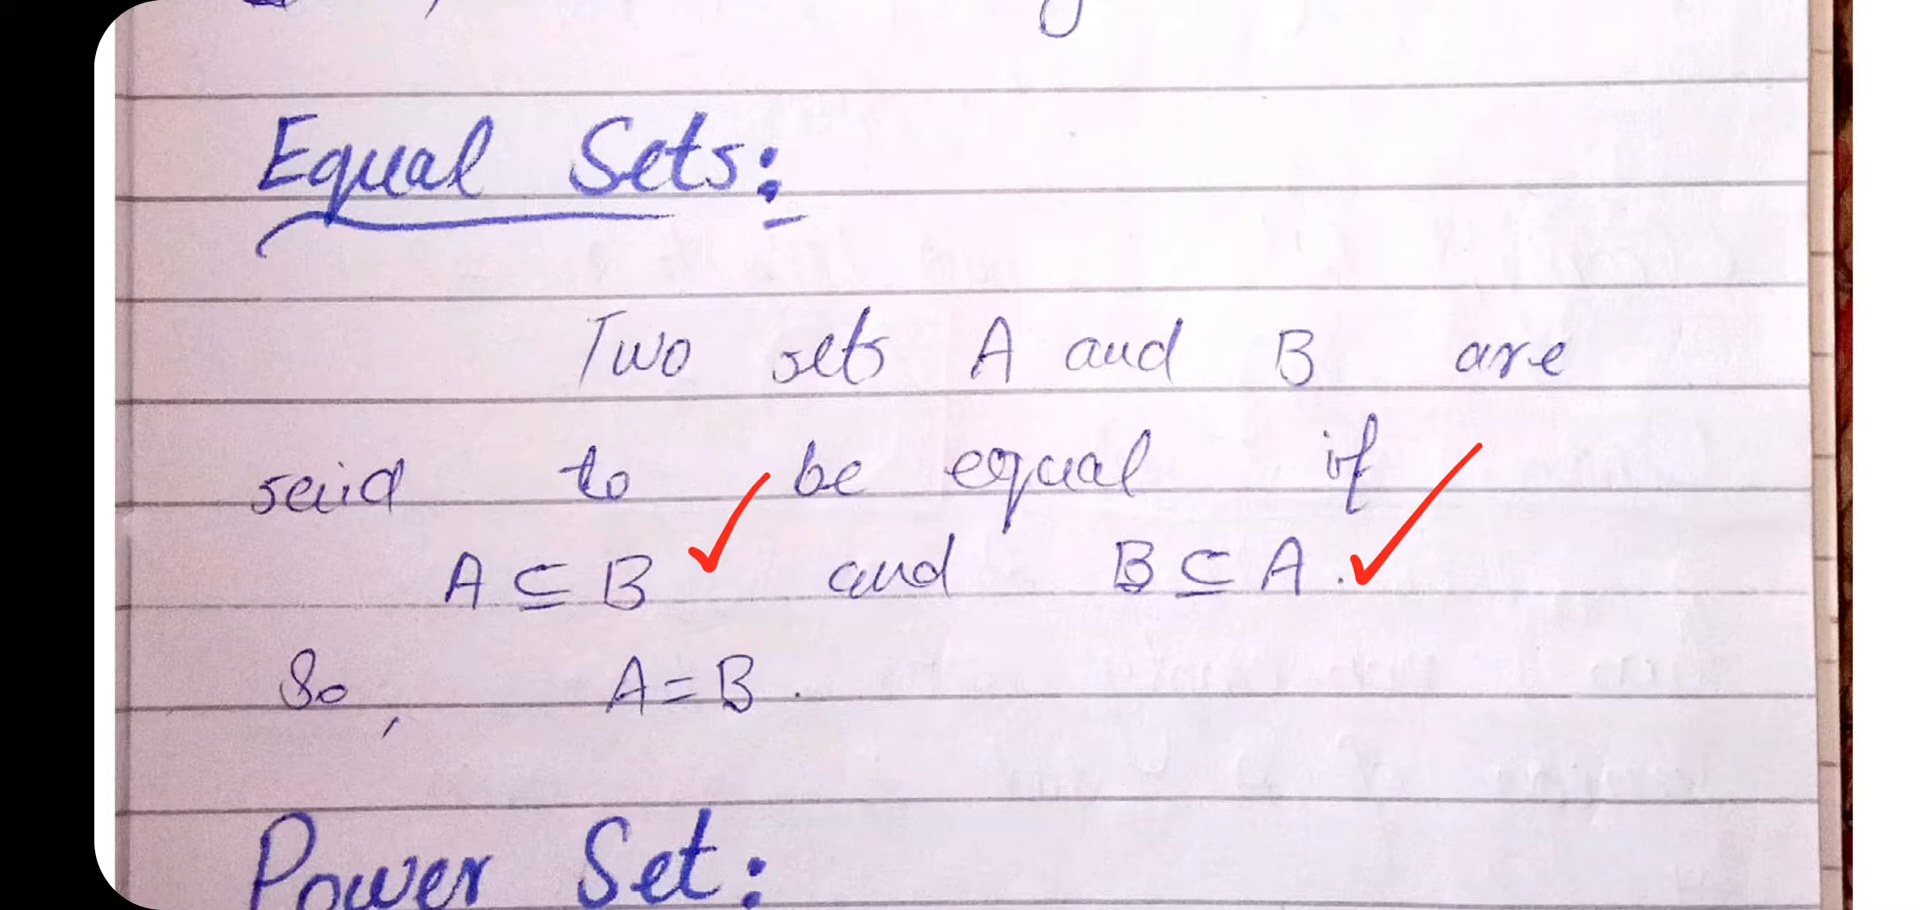 Equal Sets:
Two sets A and B are
said to be equal if
A ⊆ B and B ⊆ A.
So, A = B.
Power Set: